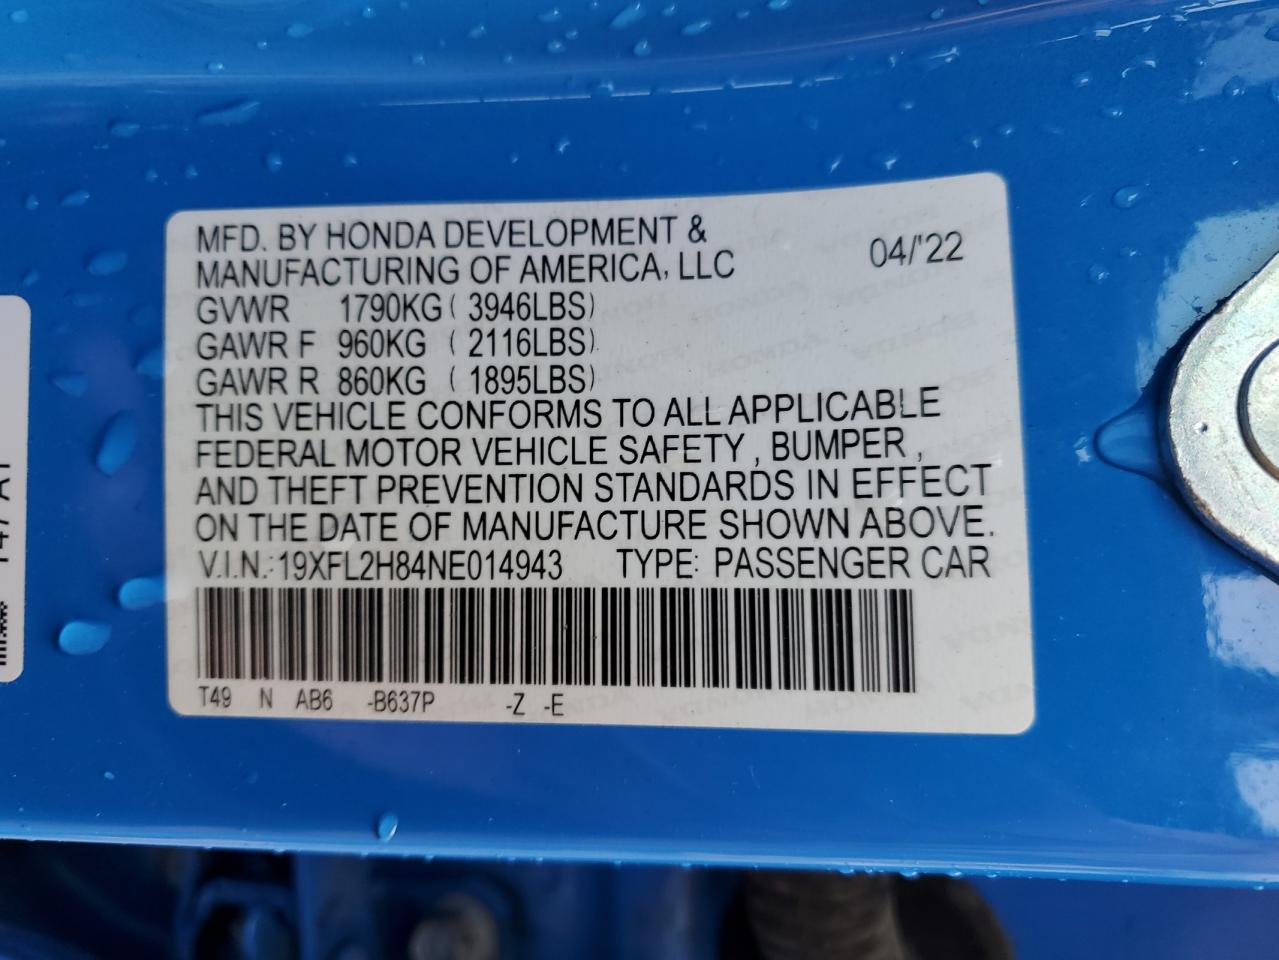 MFD. BY HONDA DEVELOPMENT &
MANUFACTURING OF AMERICA, LLC 04/'22
GVWR 1790KG ( 3946LBS)
GAWR F 960KG ( 2116LBS)
GAWR R 860KG ( 1895LBS)
THIS VEHICLE CONFORMS TO ALL APPLICABLE
FEDERAL MOTOR VEHICLE SAFETY , BUMPER ,
AND THEFT PREVENTION STANDARDS IN EFFECT
ON THE DATE OF MANUFACTURE SHOWN ABOVE.
V.I.N.: 19XFL2H84NE014943 TYPE: PASSENGER CAR
T49 N AB6 -B637P -Z -E